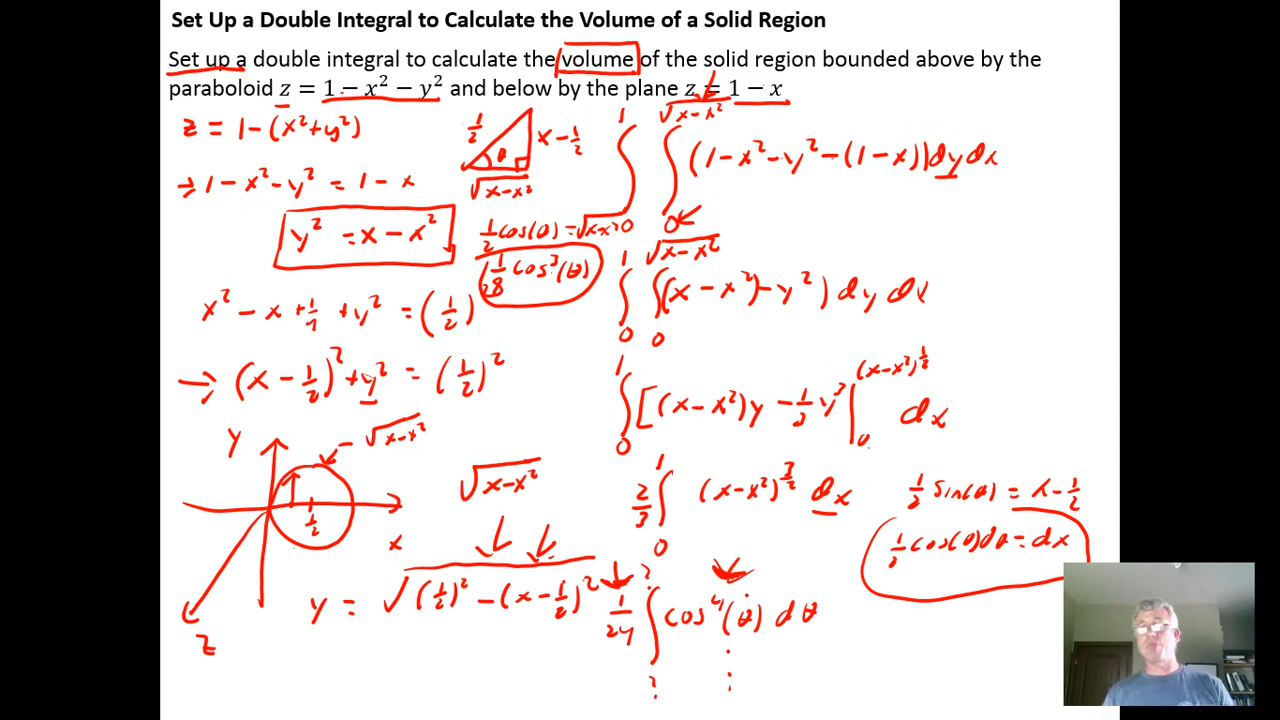 Set Up a Double Integral to Calculate the Volume of a Solid Region
Set up a double integral to calculate the volume of the solid region bounded above by the
paraboloid z = 1 − x² − y² and below by the plane z = 1 − x
z = 1 - (x² + y²)
⇒ 1 - x² - y² = 1 - x
y² = x - x²
x² - x + 1/4 + y² = (1/2)²
→ (x - 1/2)² + y² = (1/2)²
y
√(x-x²)
1/2
x
z
1/2
x - 1/2
θ
√(x-x²)
1/2 cos(θ) = √(x-x²)
1/8 cos³(θ)
√(x-x²)
y = √((1/2)² - (x - 1/2)²)
∫₀¹ ∫₀^√(x-x²) (1 - x² - y² - (1 - x)) dy dx
∫₀¹ ∫₀^√(x-x²) ((x - x²) - y²) dy dx
∫₀¹ [(x - x²)y - 1/3 y³ |₀^(x-x²)^½ dx
2/3 ∫₀¹ (x-x²)^3/2 dx
1/2 sin(θ) = x - 1/2
1/2 cos(θ) dθ = dx
1/24 ∫_?^? cos⁴(θ) dθ